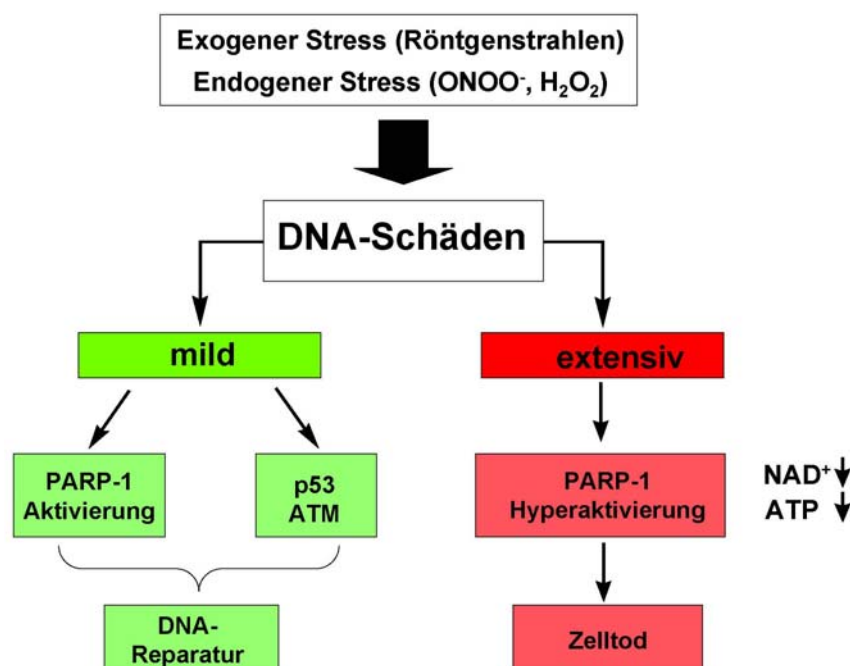 Exogener Stress (Röntgenstrahlen)
Endogener Stress (ONOO⁻, H₂O₂)
DNA-Schäden
mild
extensiv
PARP-1
Aktivierung
p53
ATM
PARP-1
Hyperaktivierung
NAD⁺↓
ATP ↓
DNA-
Reparatur
Zelltod